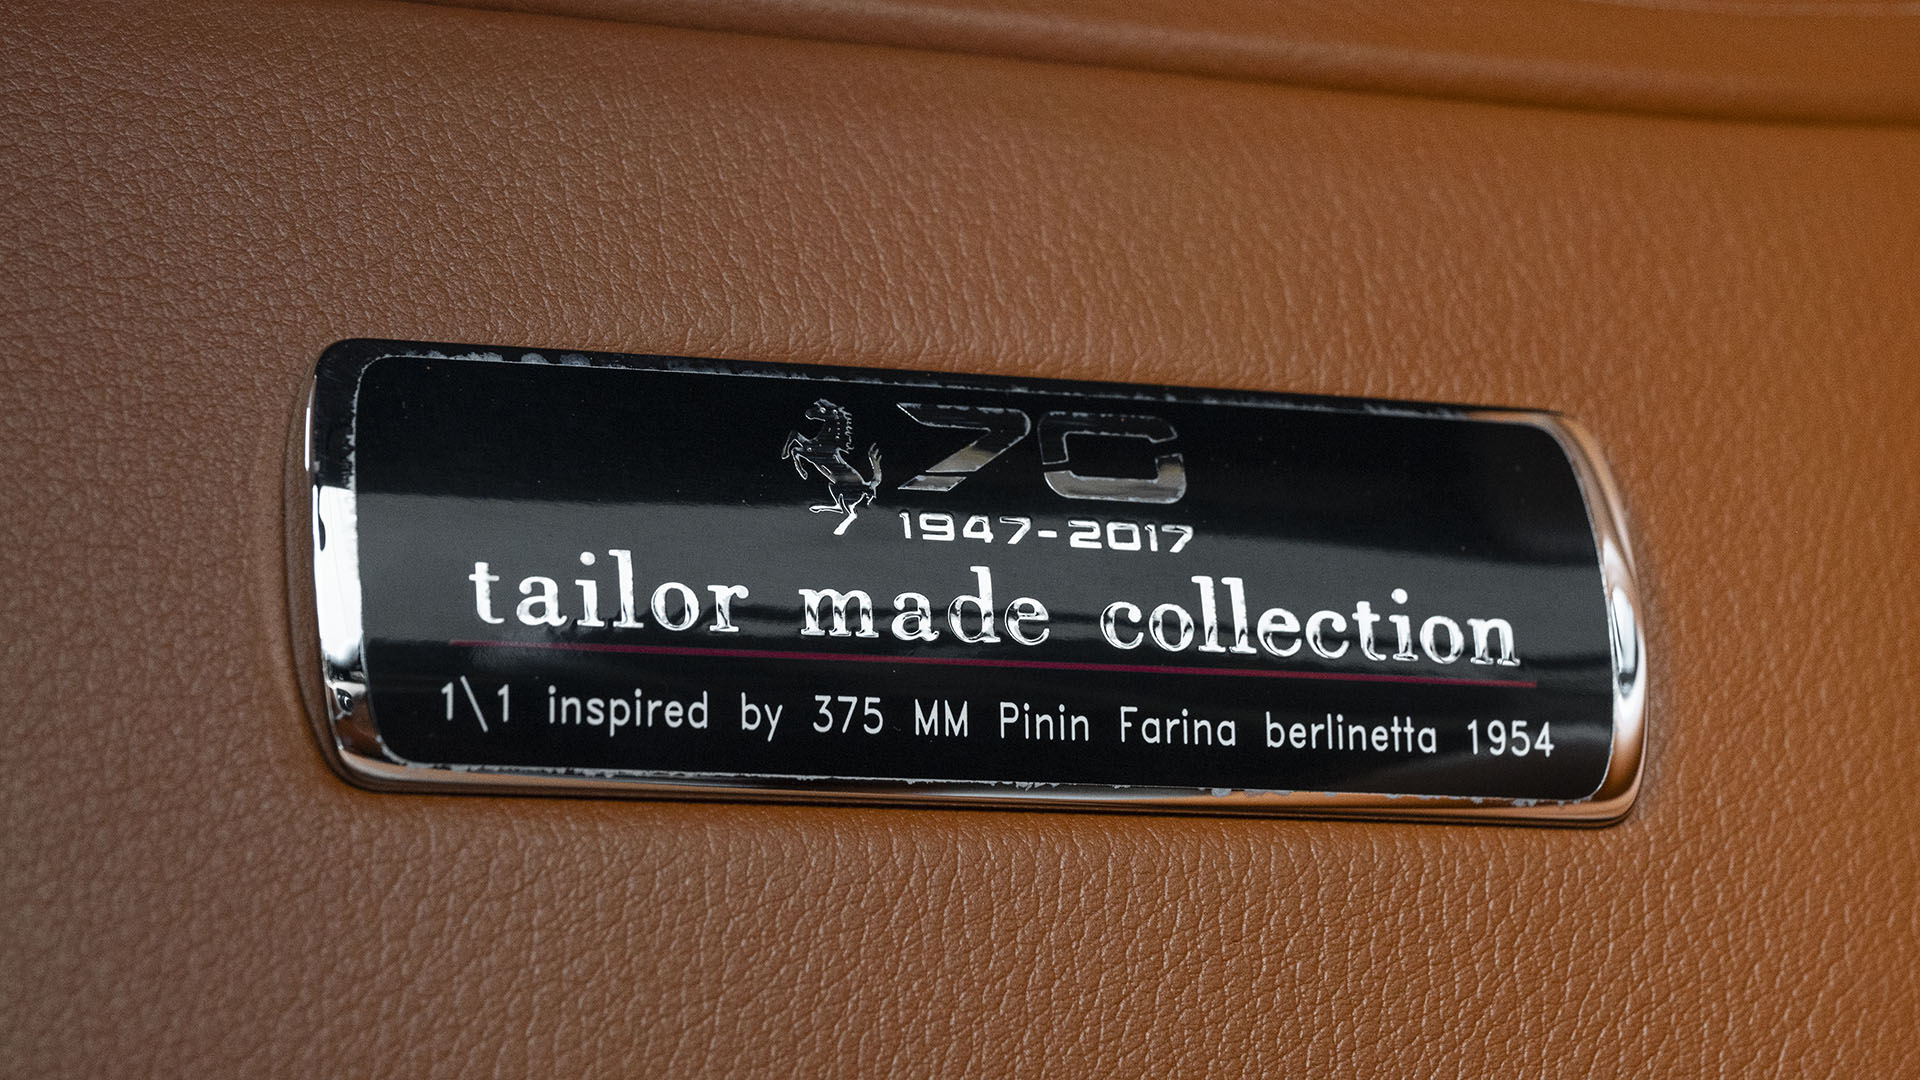 70
1947-2017
tailor made collection
1\1 inspired by 375 MM Pinin Farina berlinetta 1954